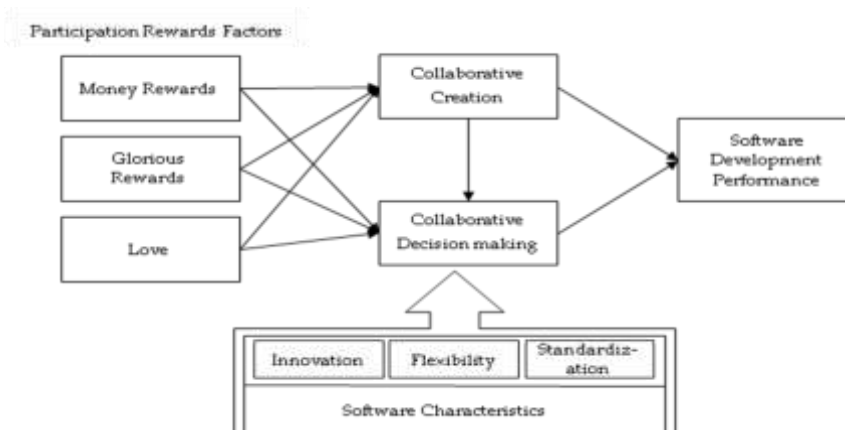 Participation Rewards Factors
Money Rewards
Collaborative
Creation
Glorious
Rewards
Software
Development
Performance
Love
Collaborative
Decision making
Innovation
Flexibility
Standardiz-
ation
Software Characteristics